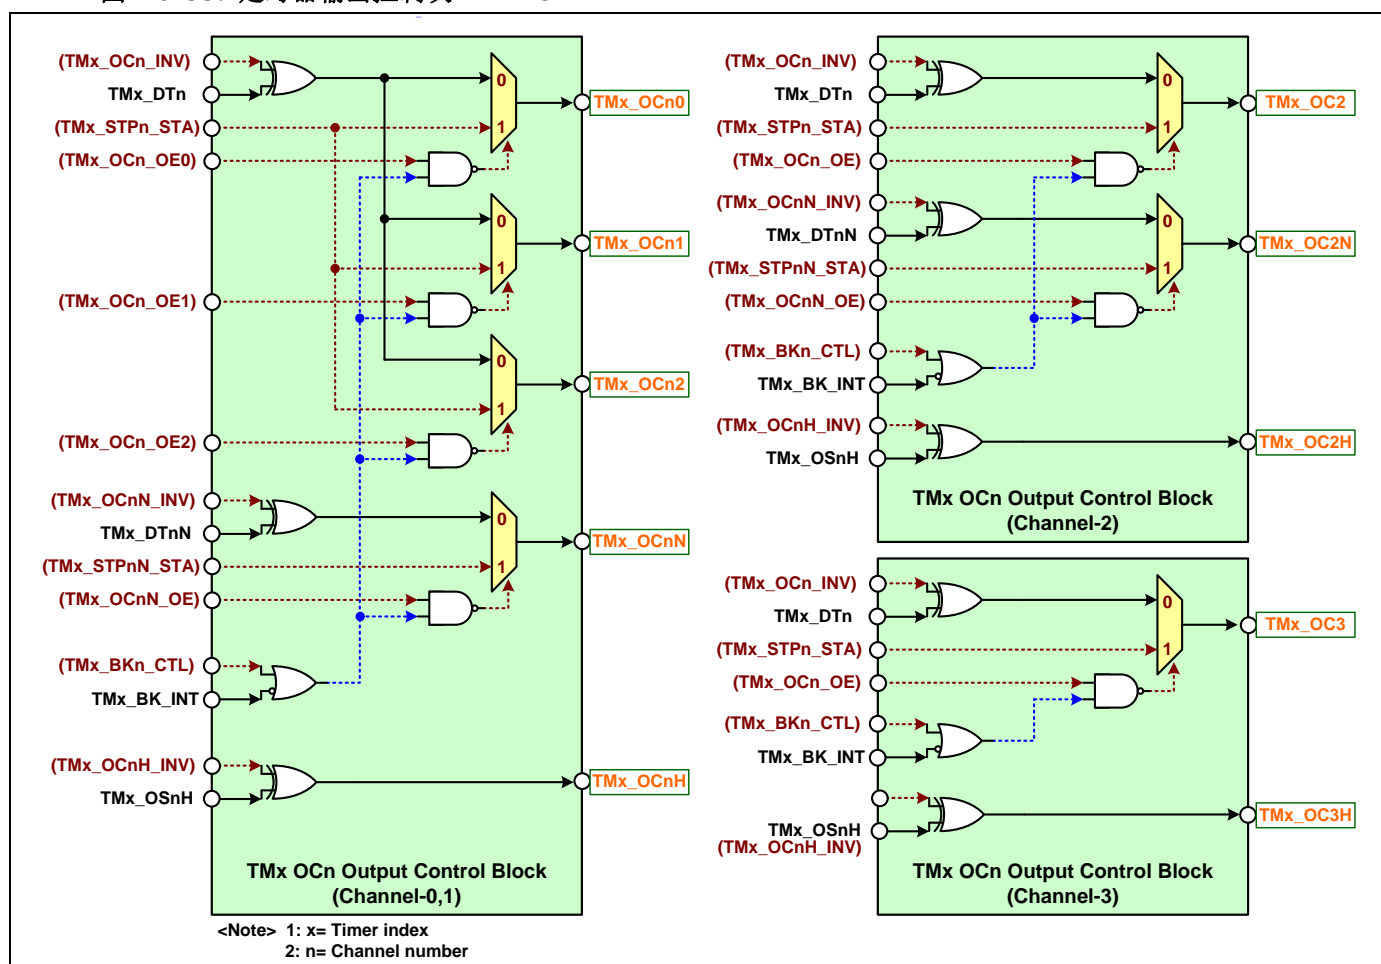 (TMx_OCn_INV)
TMx_DTn
(TMx_STPn_STA)
(TMx_OCn_OE0)
(TMx_OCn_OE1)
(TMx_OCn_OE2)
(TMx_OCnN_INV)
TMx_DTnN
(TMx_STPnN_STA)
(TMx_OCnN_OE)
(TMx_BKn_CTL)
TMx_BK_INT
(TMx_OCnH_INV)
TMx_OSnH
0
1
0
1
0
1
0
1
TMx_OCn0
TMx_OCn1
TMx_OCn2
TMx_OCnN
TMx_OCnH
TMx OCn Output Control Block
(Channel-0,1)
<Note> 1: x= Timer index
2: n= Channel number
(TMx_OCn_INV)
TMx_DTn
(TMx_STPn_STA)
(TMx_OCn_OE)
(TMx_OCnN_INV)
TMx_DTnN
(TMx_STPnN_STA)
(TMx_OCnN_OE)
(TMx_BKn_CTL)
TMx_BK_INT
(TMx_OCnH_INV)
TMx_OSnH
0
1
0
1
TMx_OC2
TMx_OC2N
TMx_OC2H
TMx OCn Output Control Block
(Channel-2)
(TMx_OCn_INV)
TMx_DTn
(TMx_STPn_STA)
(TMx_OCn_OE)
(TMx_BKn_CTL)
TMx_BK_INT
TMx_OSnH
(TMx_OCnH_INV)
0
1
TMx_OC3
TMx_OC3H
TMx OCn Output Control Block
(Channel-3)